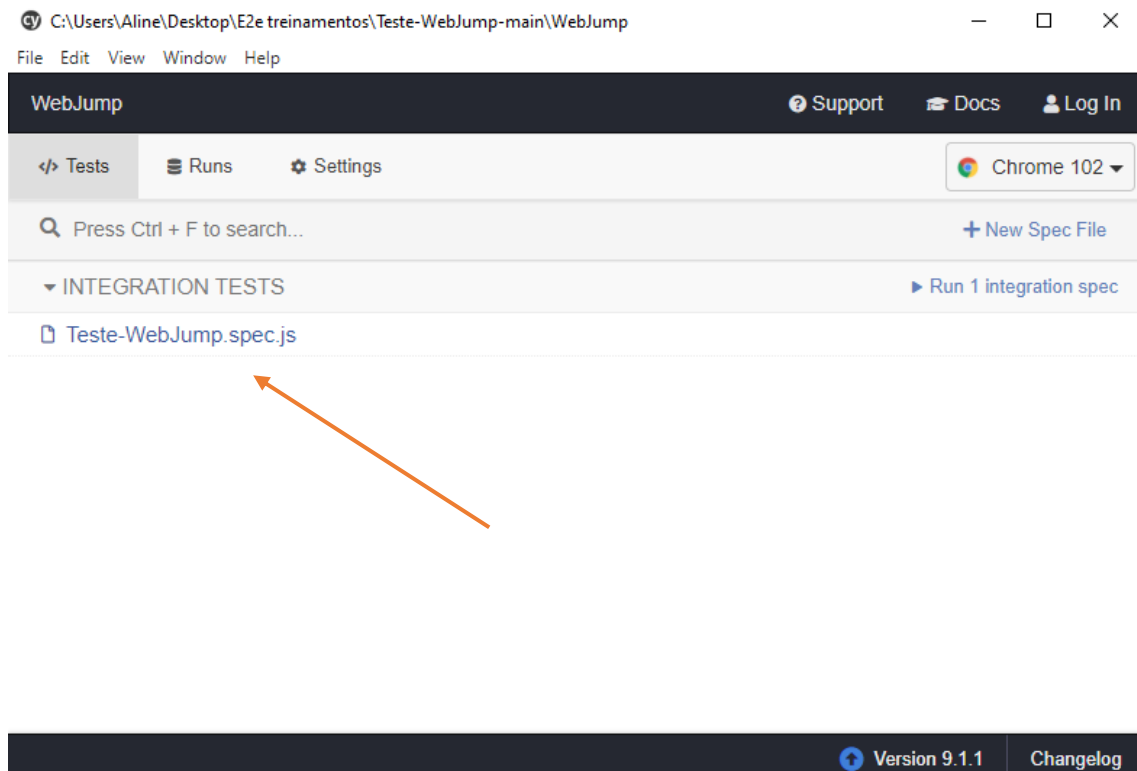 cy C:\Users\Aline\Desktop\E2e treinamentos\Teste-WebJump-main\WebJump
File Edit View Window Help
WebJump Support Docs Log In
</> Tests Runs Settings Chrome 102
Press Ctrl + F to search... + New Spec File
INTEGRATION TESTS Run 1 integration spec
Teste-WebJump.spec.js
Version 9.1.1 Changelog